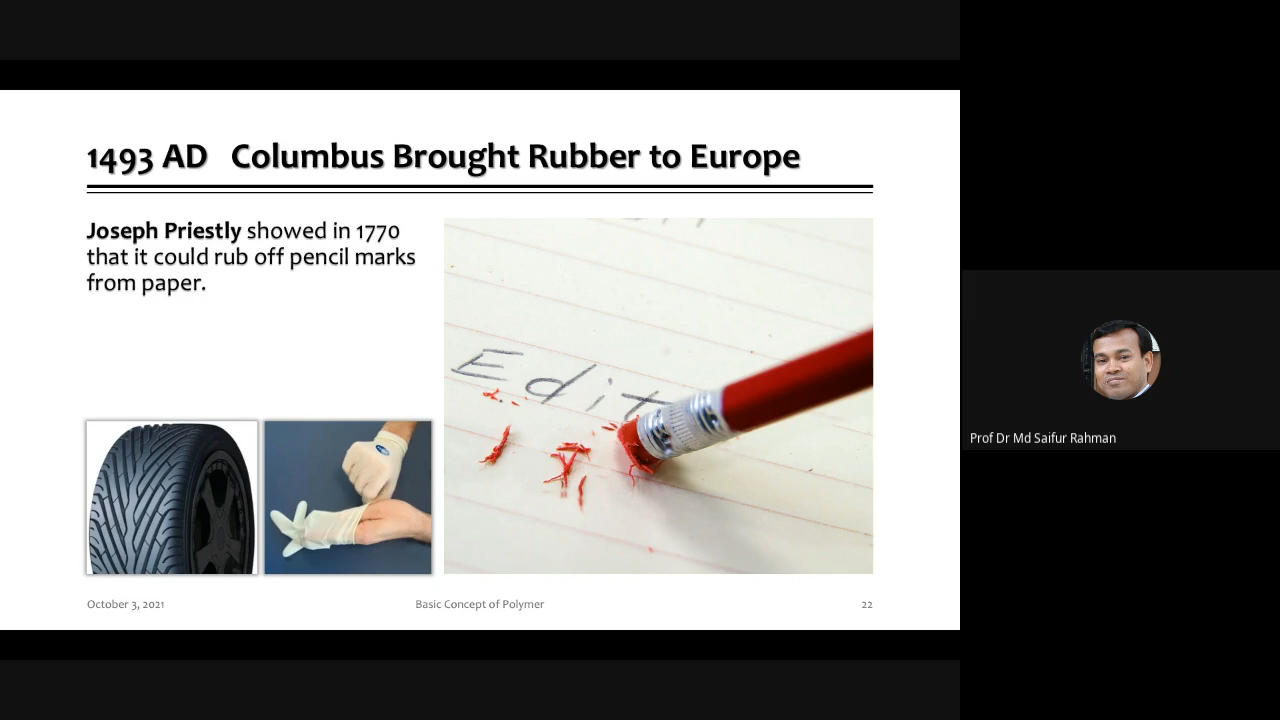 1493 AD Columbus Brought Rubber to Europe
Joseph Priestly showed in 1770
that it could rub off pencil marks
from paper.
Edit
October 3, 2021
Basic Concept of Polymer
22
Prof Dr Md Saifur Rahman